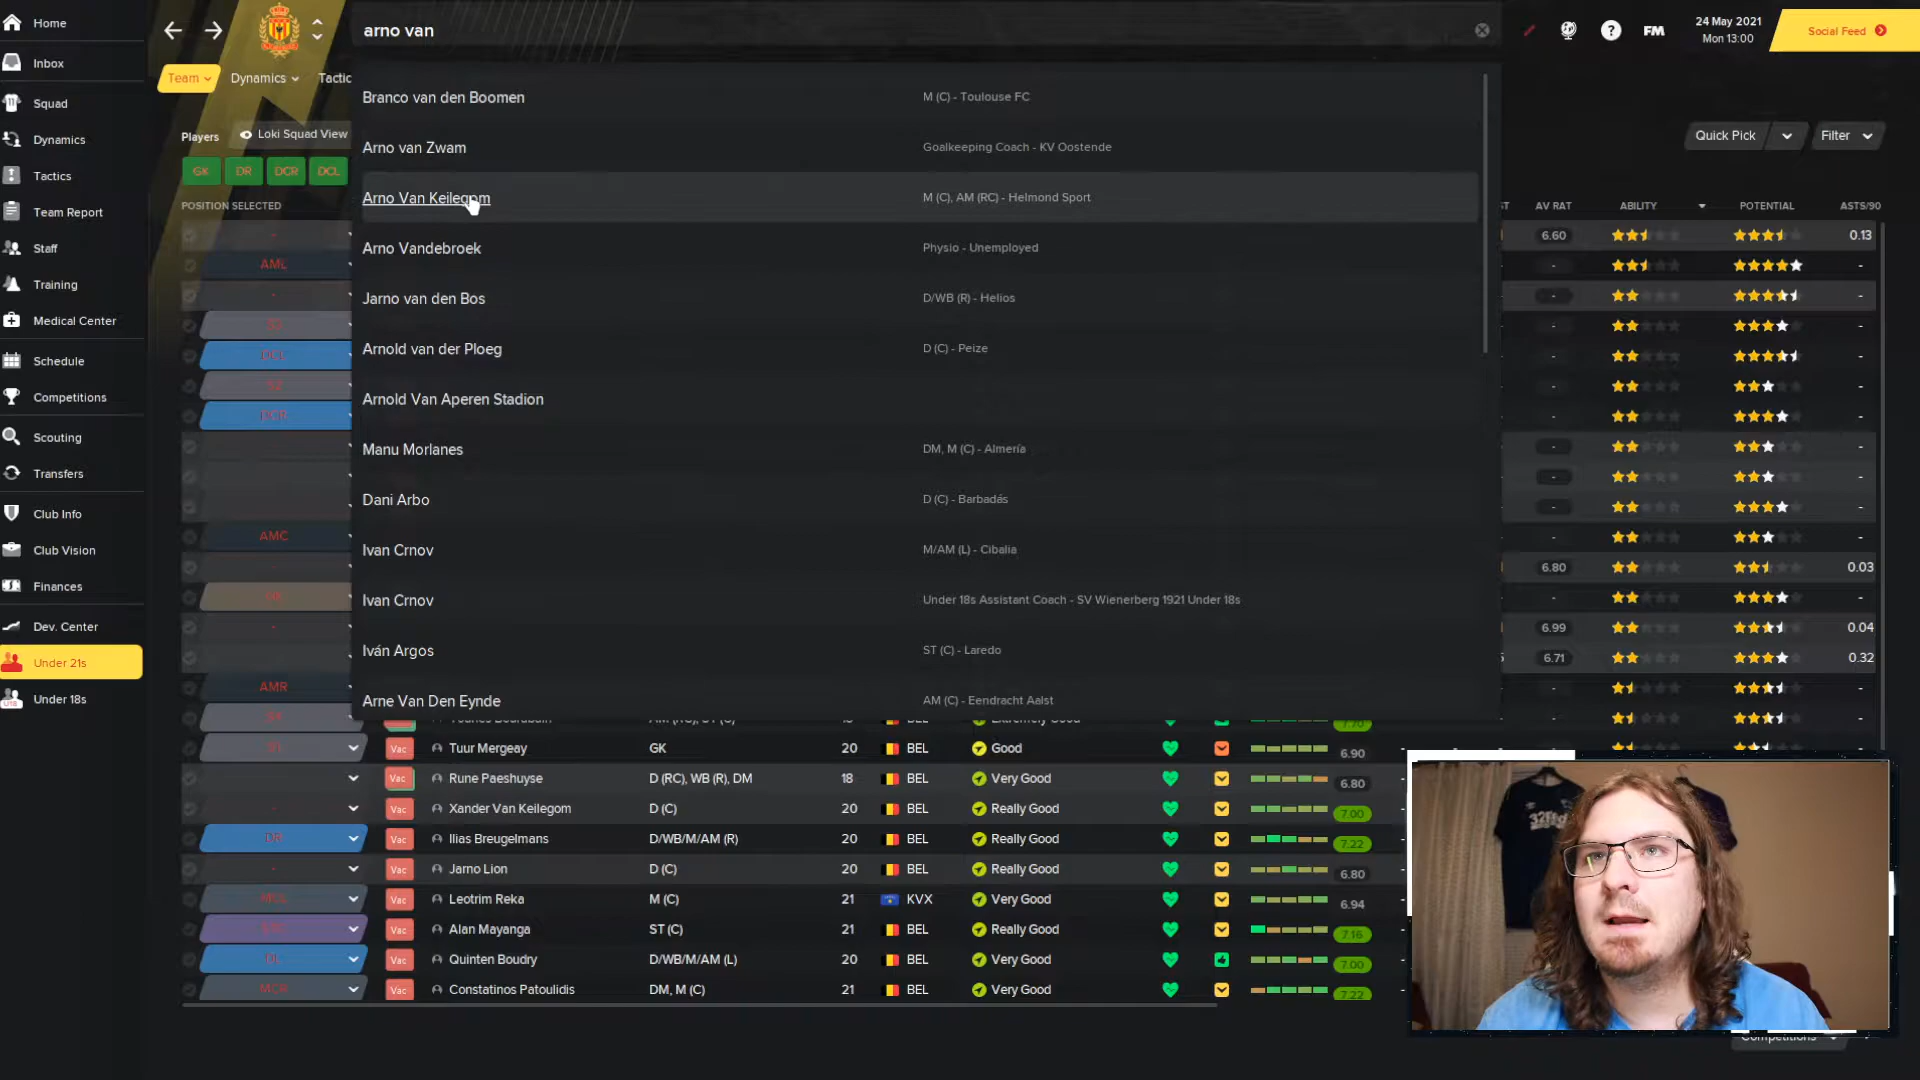 Home
arno van
FM
24 May 2021
Mon 13:00
Social Feed
Inbox
Team
Dynamics
Tactic
Squad
Players
Loki Squad View
Quick Pick
Filter
Branco van den Boomen M (C) - Toulouse FC
Dynamics
Arno van Zwam Goalkeeping Coach - KV Oostende
Tactics
GK DR DCR DCL
POSITION SELECTED
Arno Van Keilegom M (C), AM (RC) - Helmond Sport
T AV RAT ABILITY POTENTIAL ASTS/90
Team Report
6.60 0.13
Staff
Arno Vandebroek Physio - Unemployed
AML
Training
Jarno van den Bos D/WB (R) - Helios
Medical Center
Arnold van der Ploeg D (C) - Peize
Schedule
Competitions
Arnold Van Aperen Stadion
Scouting
Manu Morlanes DM, M (C) - Almería
Transfers
Dani Arbo D (C) - Barbadás
Club Info
AMC
Ivan Crnov M/AM (L) - Cibalia
Club Vision
6.80 0.03
Finances
Ivan Crnov Under 18s Assistant Coach - SV Wienerberg 1921 Under 18s
Dev. Center
6.99 0.04
Iván Argos ST (C) - Laredo
Under 21s
6.71 0.32
AMR
Under 18s
Arne Van Den Eynde AM (C) - Eendracht Aalst
Vac Tuur Mergeay GK 20 BEL Good 6.90
Vac Rune Paeshuyse D (RC), WB (R), DM 18 BEL Very Good 6.80
Vac Xander Van Keilegom D (C) 20 BEL Really Good 7.00
DR Vac Ilias Breugelmans D/WB/M/AM (R) 20 BEL Really Good 7.22
Vac Jarno Lion D (C) 20 BEL Really Good 6.80
Vac Leotrim Reka M (C) 21 KVX Very Good 6.94
Vac Alan Mayanga ST (C) 21 BEL Really Good 7.16
DL Vac Quinten Boudry D/WB/M/AM (L) 20 BEL Very Good 7.00
MCR Vac Constatinos Patoulidis DM, M (C) 21 BEL Very Good 7.22
Competitions